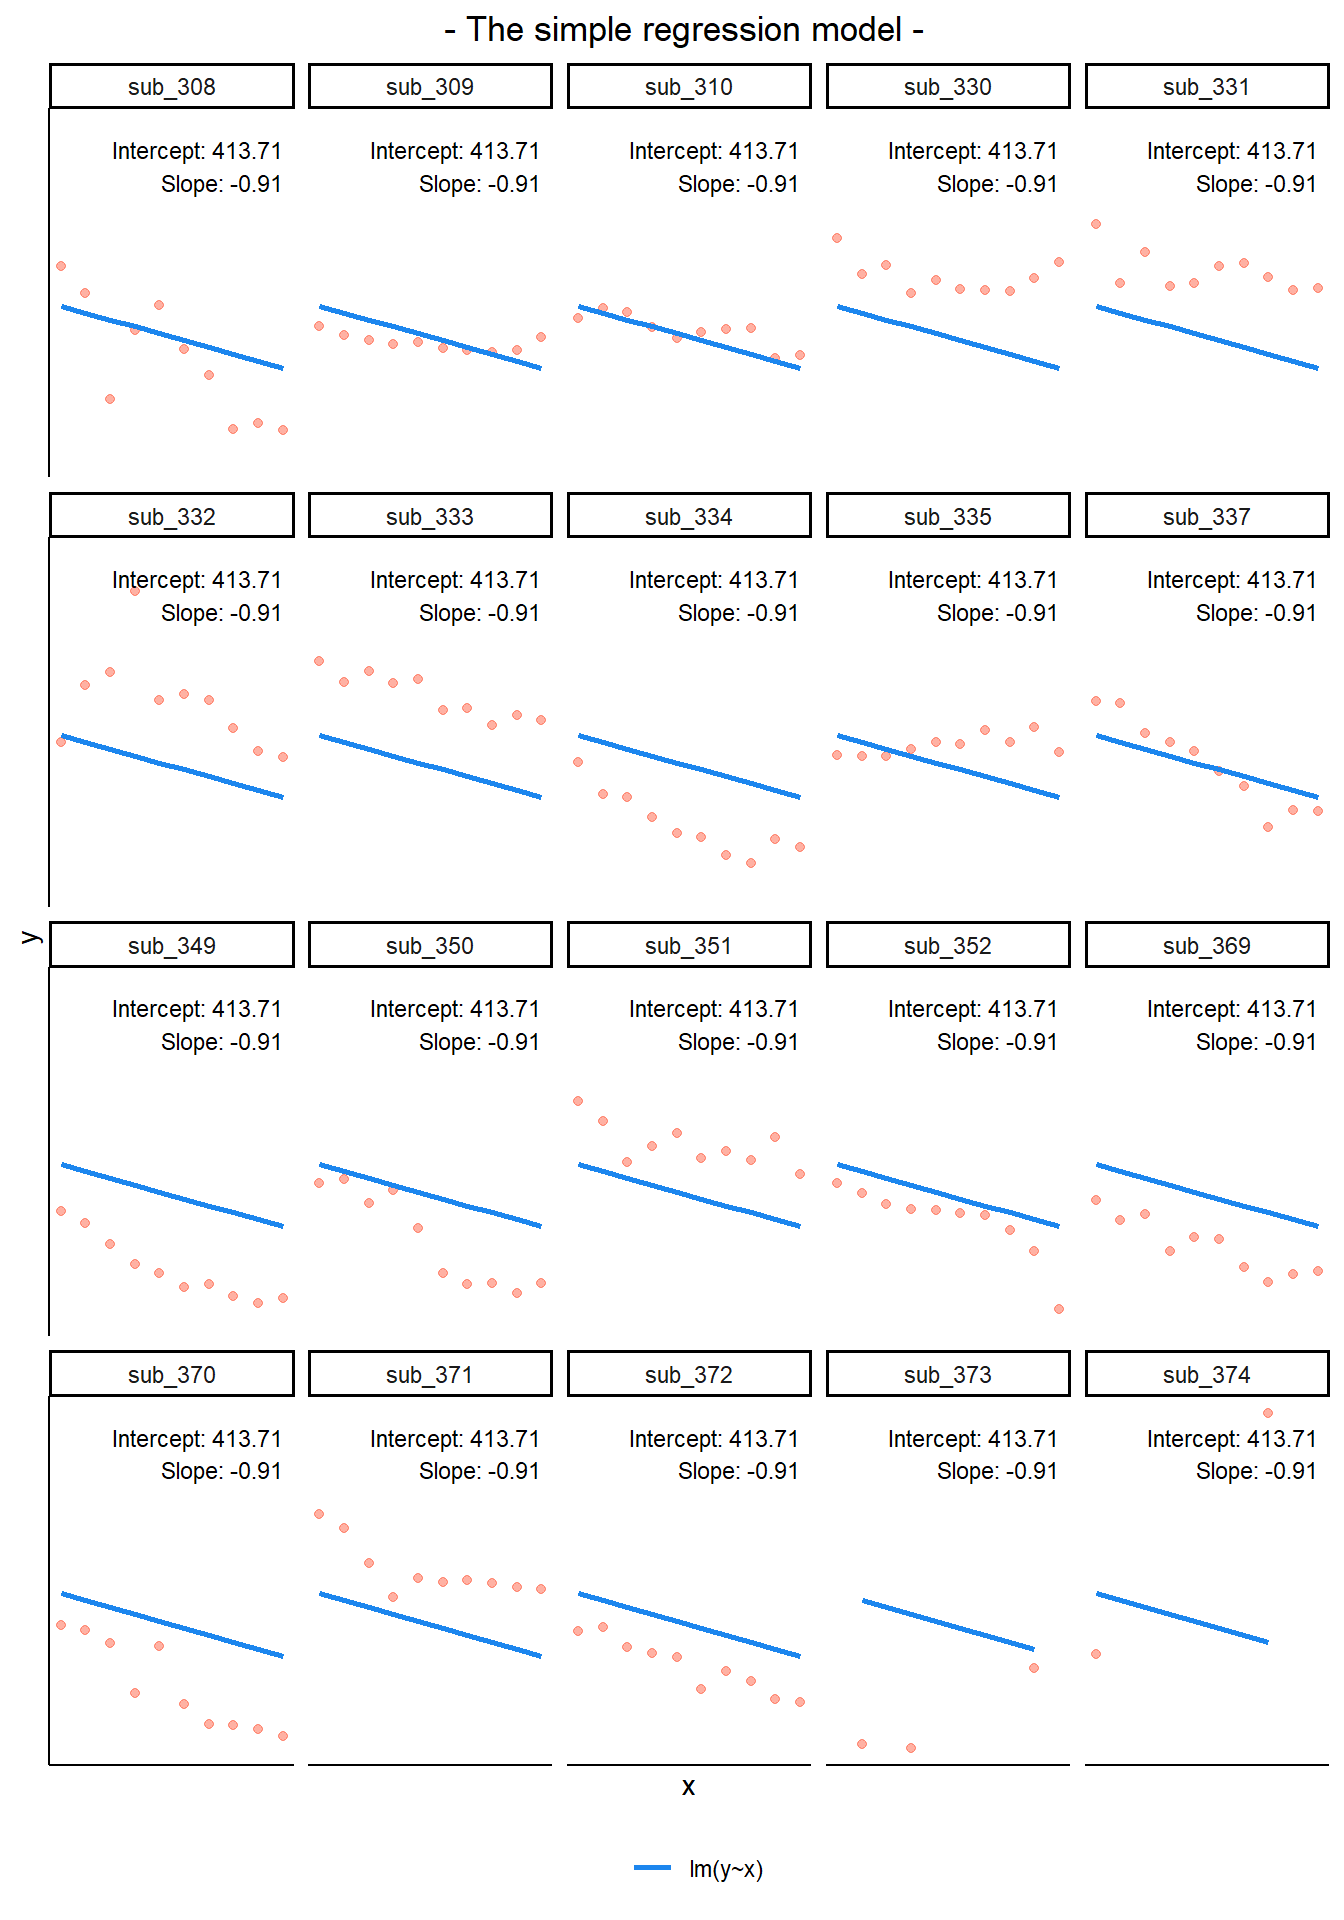 - The simple regression model -
sub_308
Intercept: 413.71
Slope: -0.91
sub_309
Intercept: 413.71
Slope: -0.91
sub_310
Intercept: 413.71
Slope: -0.91
sub_330
Intercept: 413.71
Slope: -0.91
sub_331
Intercept: 413.71
Slope: -0.91
sub_332
Intercept: 413.71
Slope: -0.91
sub_333
Intercept: 413.71
Slope: -0.91
sub_334
Intercept: 413.71
Slope: -0.91
sub_335
Intercept: 413.71
Slope: -0.91
sub_337
Intercept: 413.71
Slope: -0.91
y
sub_349
Intercept: 413.71
Slope: -0.91
sub_350
Intercept: 413.71
Slope: -0.91
sub_351
Intercept: 413.71
Slope: -0.91
sub_352
Intercept: 413.71
Slope: -0.91
sub_369
Intercept: 413.71
Slope: -0.91
sub_370
Intercept: 413.71
Slope: -0.91
sub_371
Intercept: 413.71
Slope: -0.91
sub_372
Intercept: 413.71
Slope: -0.91
sub_373
Intercept: 413.71
Slope: -0.91
sub_374
Intercept: 413.71
Slope: -0.91
x
lm(y~x)